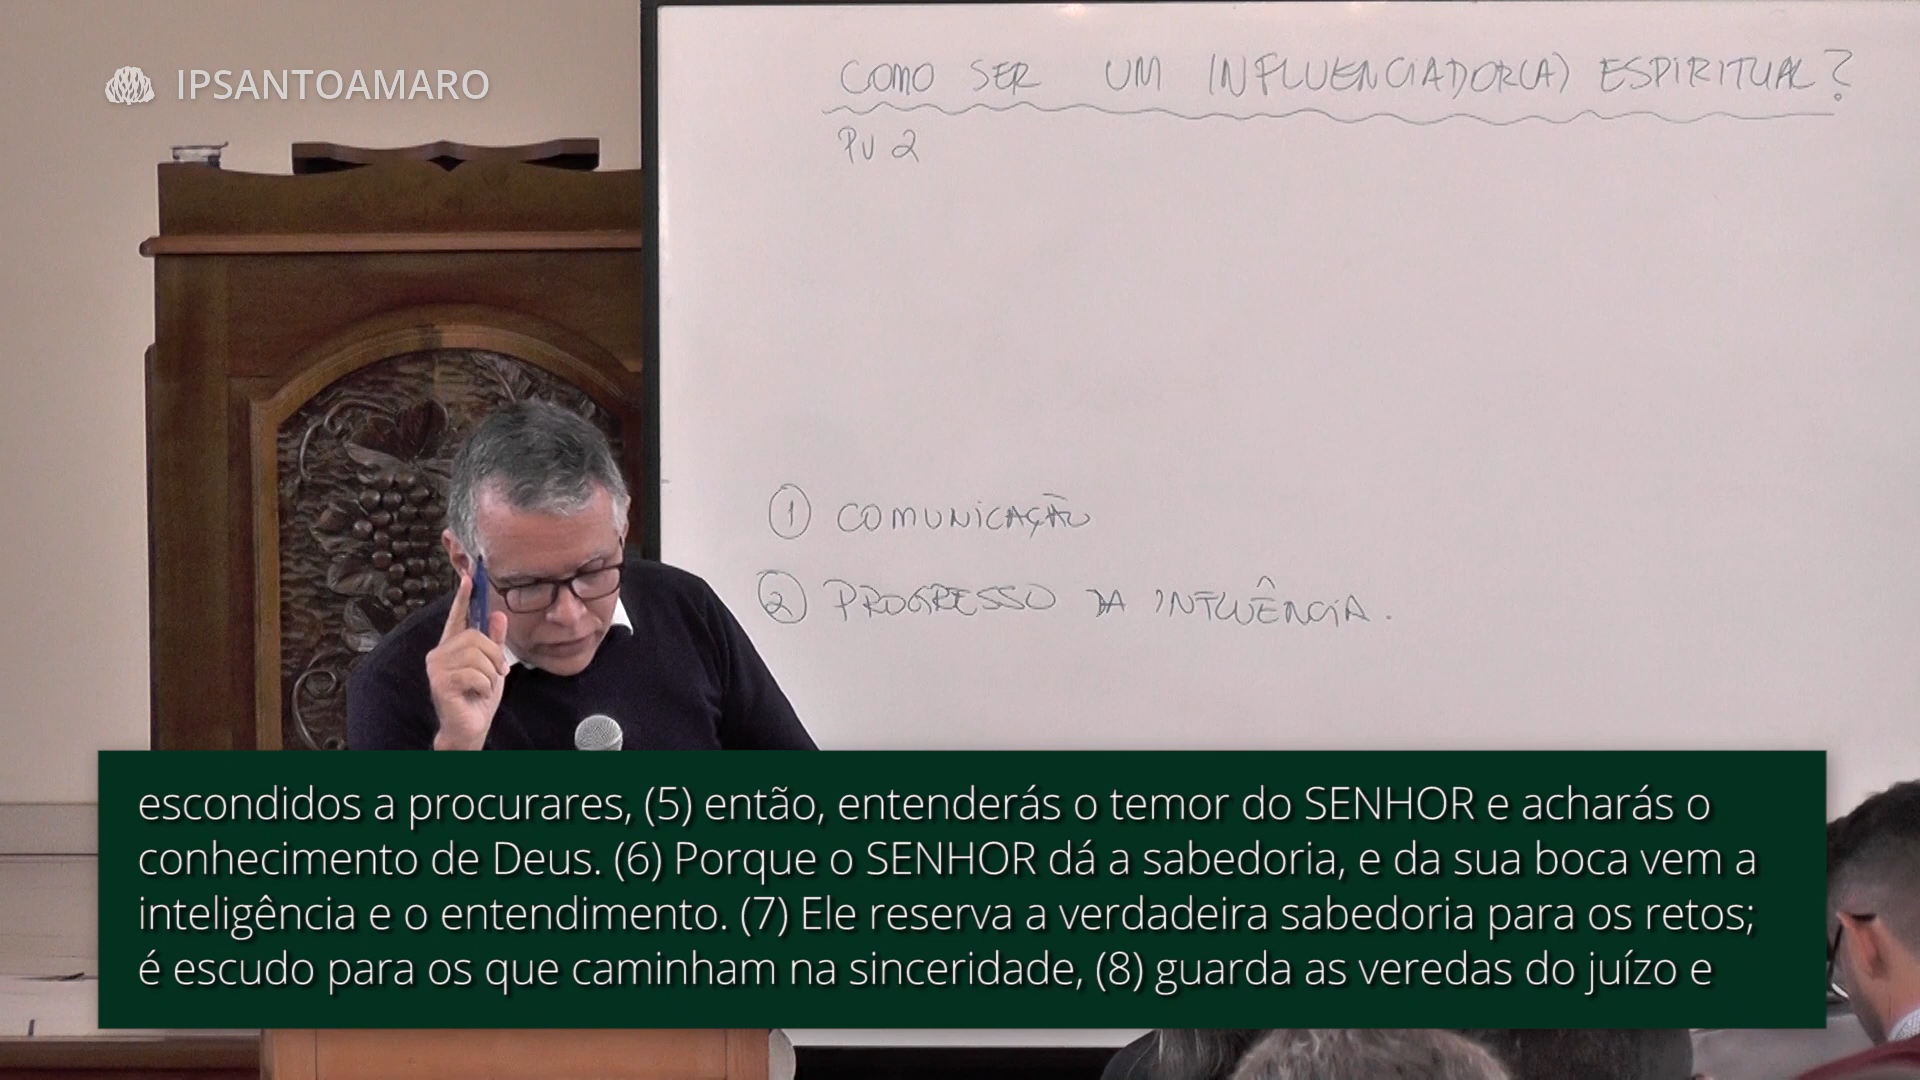 IPSANTOAMARO
COMO SER UM INFLUENCIADOR(A) ESPIRITUAL?
PV 2
1 COMUNICAÇÃO
2 PROGRESSO DA INFLUÊNCIA.
escondidos a procurares, (5) então, entenderás o temor do SENHOR e acharás o
conhecimento de Deus. (6) Porque o SENHOR dá a sabedoria, e da sua boca vem a
inteligência e o entendimento. (7) Ele reserva a verdadeira sabedoria para os retos;
é escudo para os que caminham na sinceridade, (8) guarda as veredas do juízo e